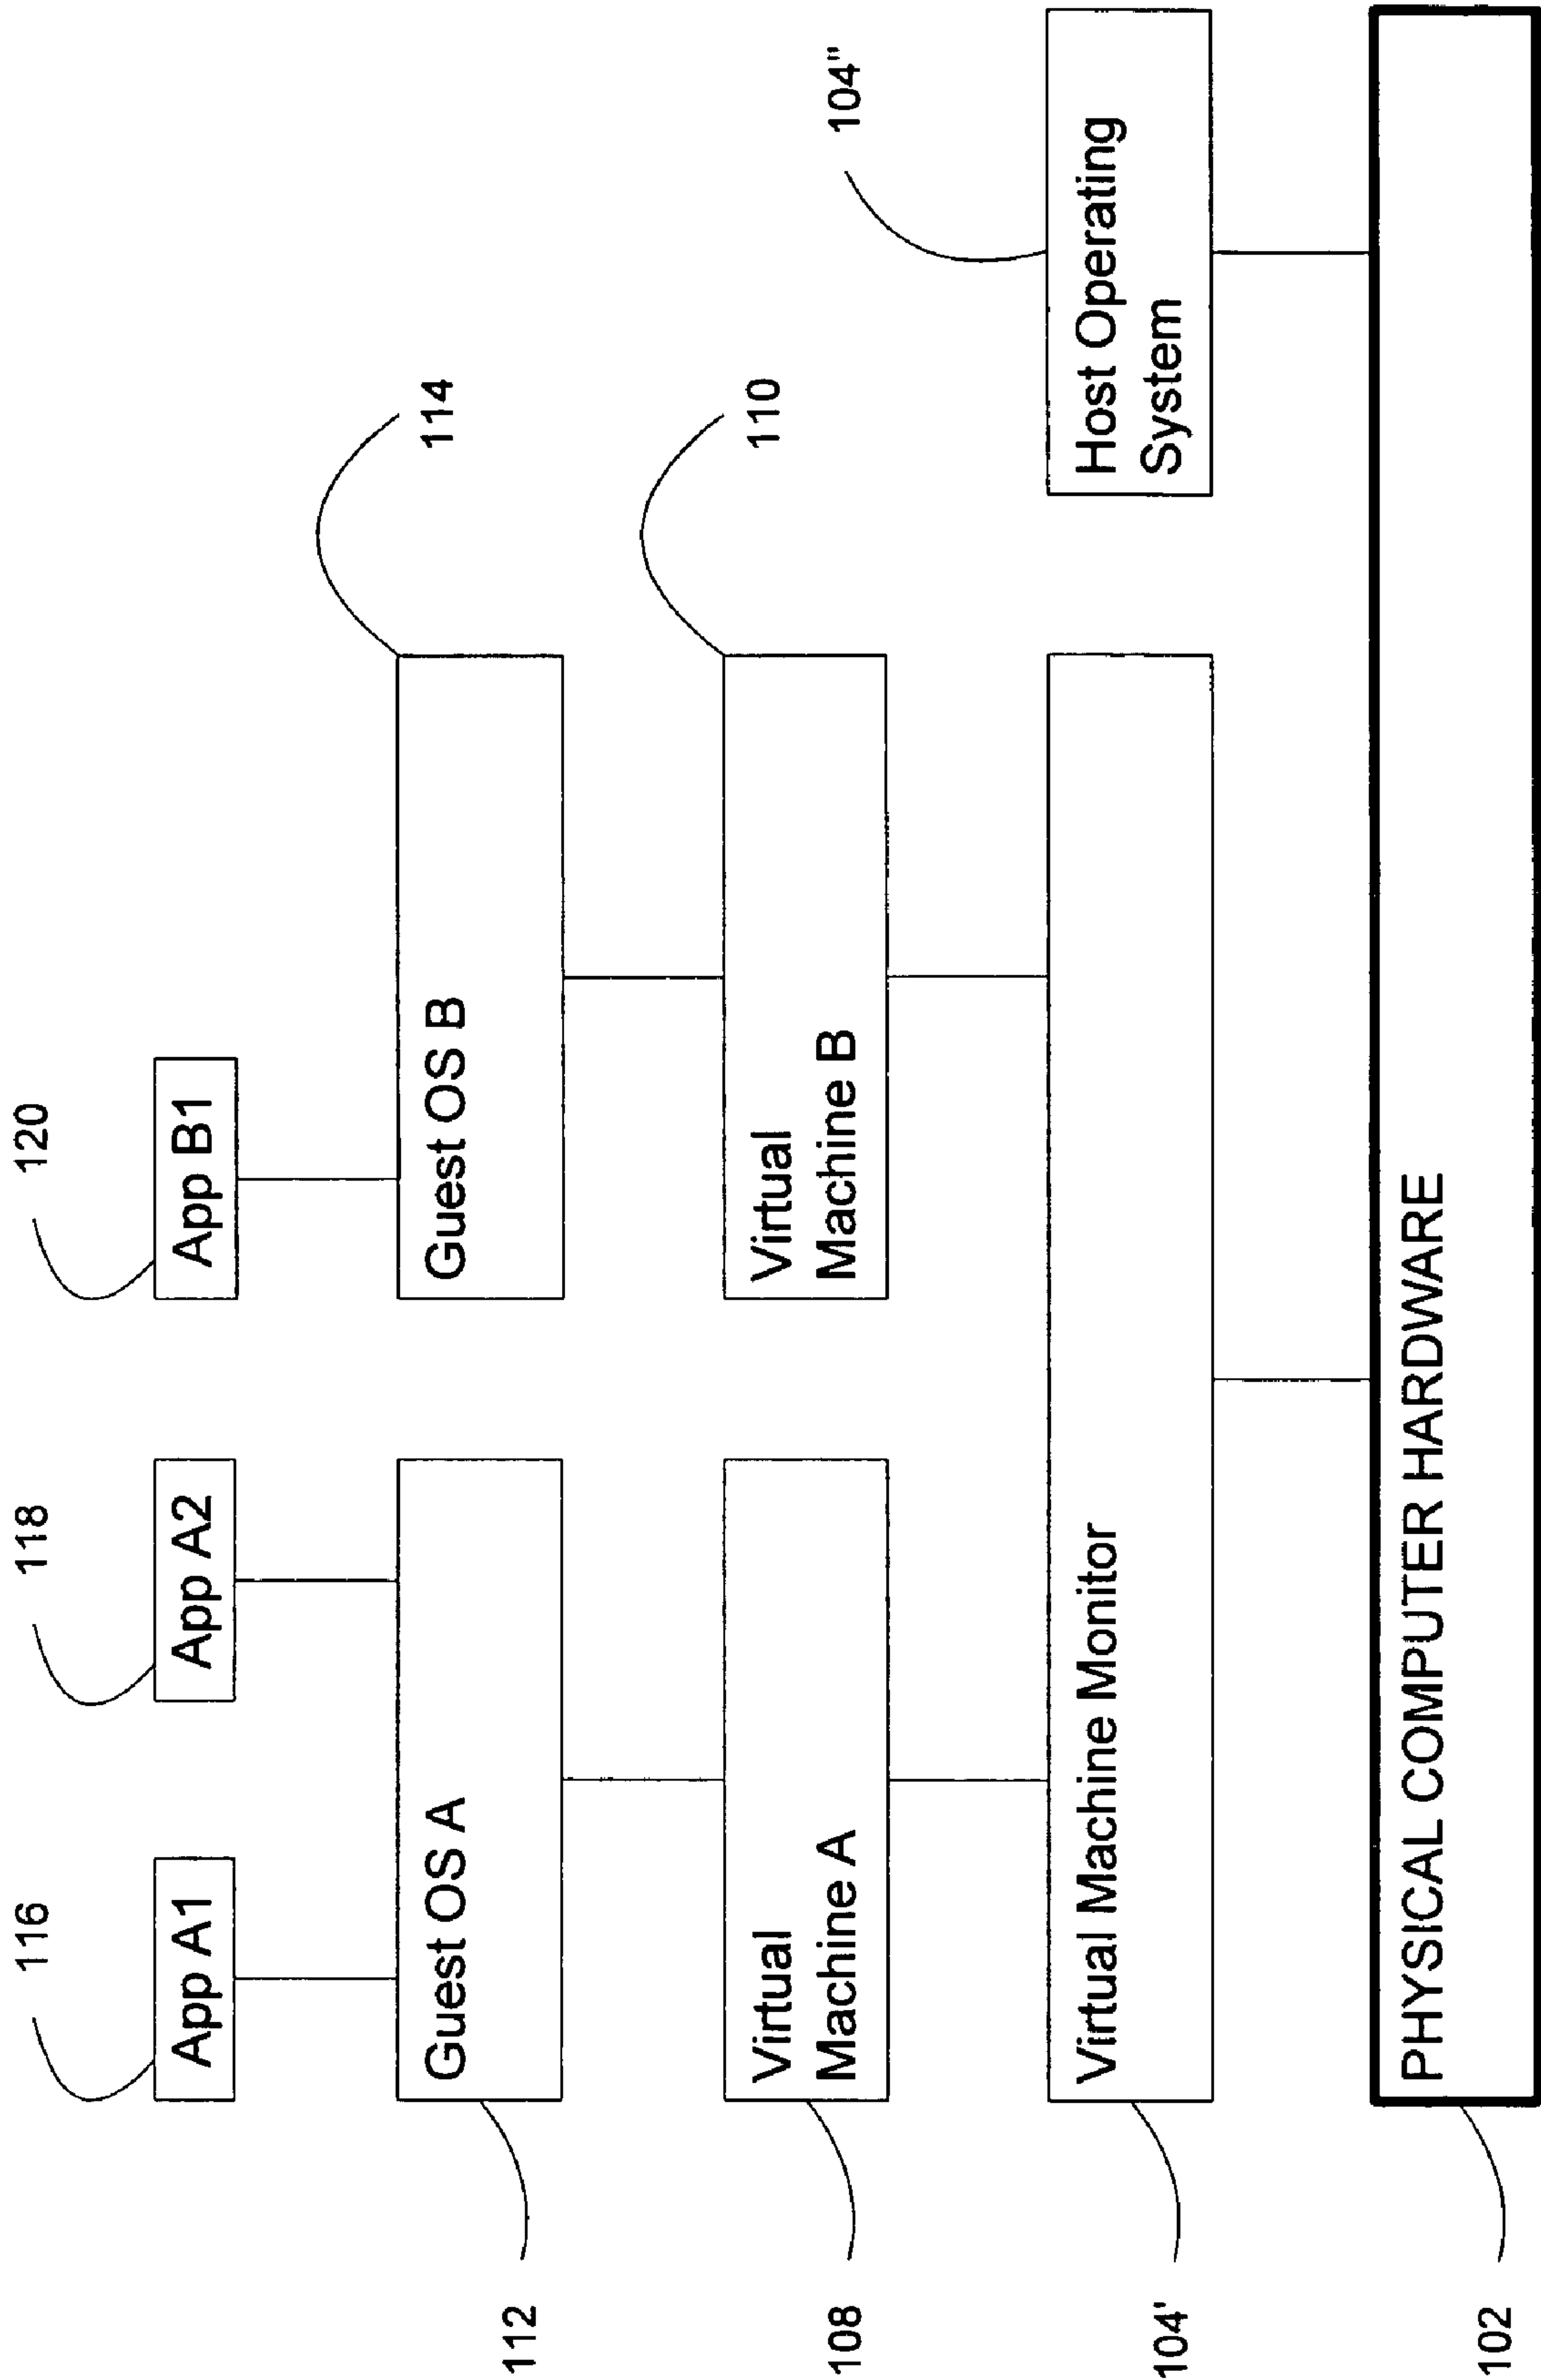 116
118
120
App A1
App A2
App B1
114
112
Guest OS A
Guest OS B
110
108
Virtual
Machine A
Virtual
Machine B
104"
104'
Virtual Machine Monitor
Host Operating
System
102
PHYSICAL COMPUTER HARDWARE